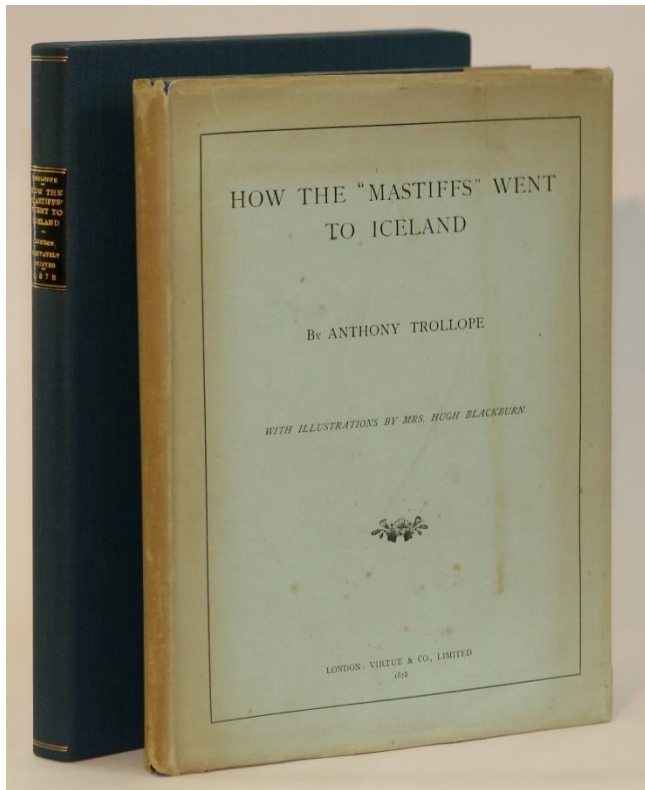 TROLLOPE
HOW THE
"MASTIFFS"
WENT TO
ICELAND
LONDON
PRIVATELY
PRINTED
1878
HOW THE "MASTIFFS" WENT
TO ICELAND
By ANTHONY TROLLOPE
WITH ILLUSTRATIONS BY MRS. HUGH BLACKBURN
LONDON: VIRTUE & CO., LIMITED
1878